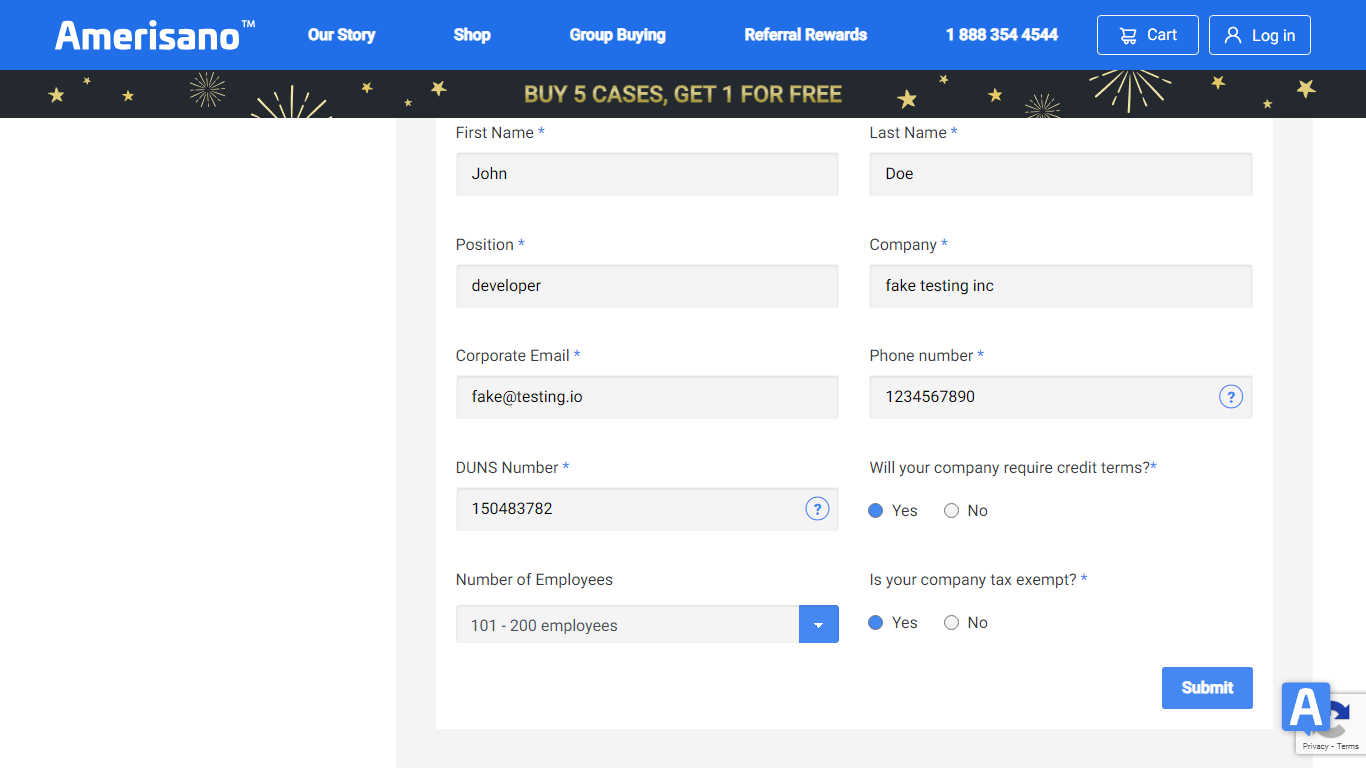 Amerisano™ Our Story Shop Group Buying Referral Rewards 1 888 354 4544 Cart Log in
BUY 5 CASES, GET 1 FOR FREE
First Name * Last Name *
John Doe
Position * Company *
developer fake testing inc
Corporate Email * Phone number *
fake@testing.io 1234567890 ?
DUNS Number * Will your company require credit terms?*
150483782 ? Yes No
Number of Employees Is your company tax exempt? *
101 - 200 employees Yes No
Submit
A
Privacy - Terms